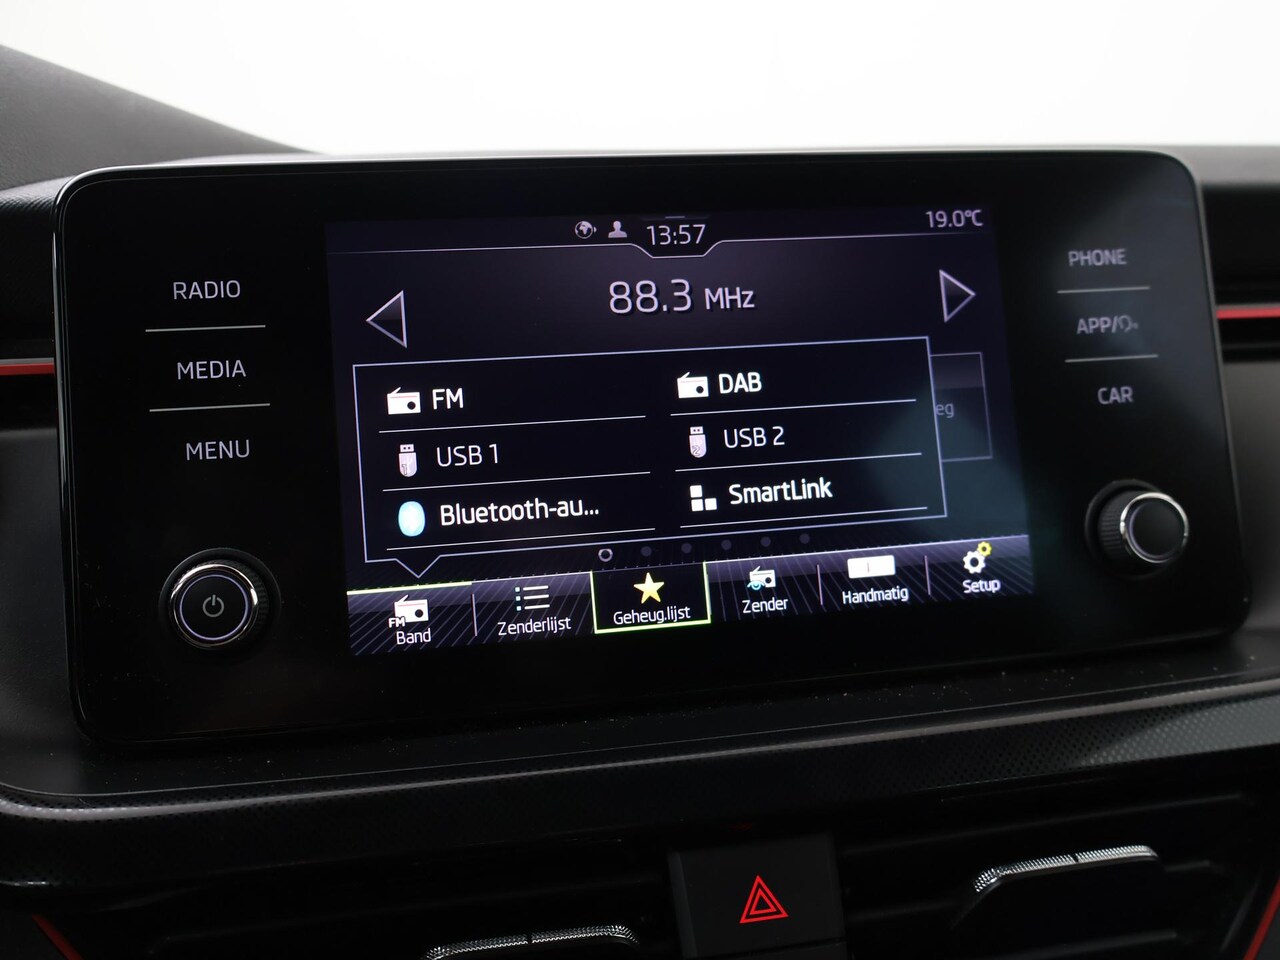 13:57
19.0°C
88.3 MHz
RADIO
MEDIA
MENU
PHONE
APP/
CAR
FM
DAB
USB 1
USB 2
Bluetooth-au...
SmartLink
eg
FM
Band
Zenderlijst
Geheug.lijst
Zender
Handmatig
Setup